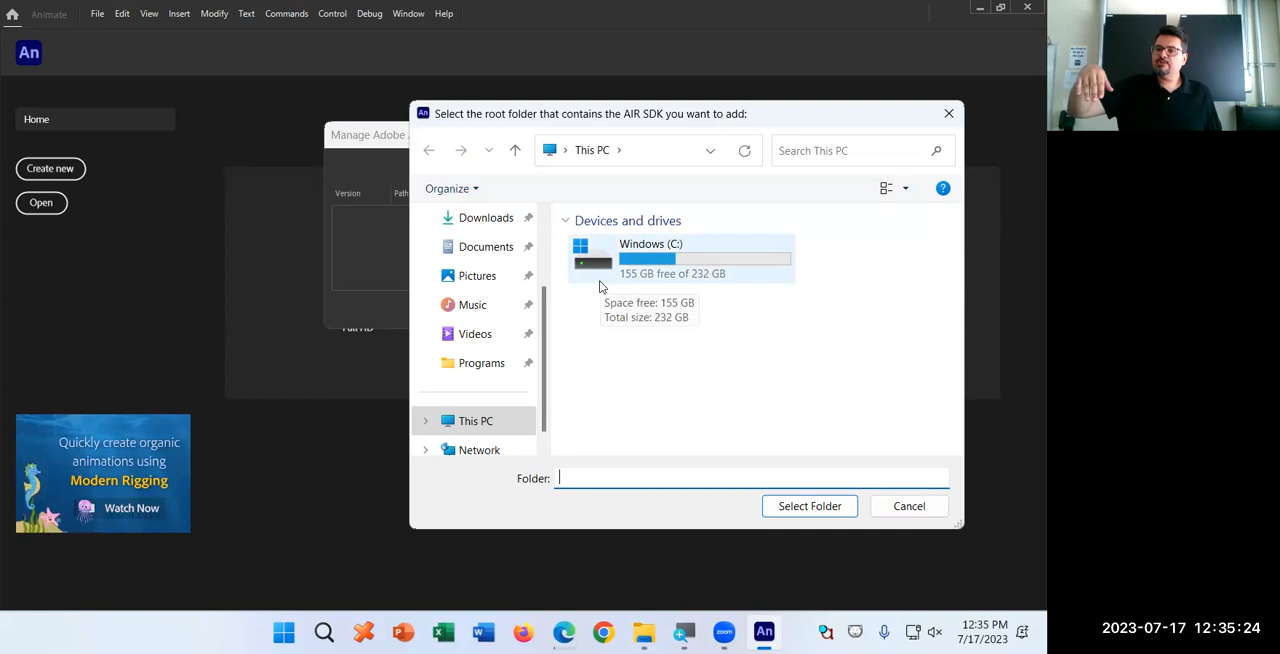 Animate File Edit View Insert Modify Text Commands Control Debug Window Help
An
Home
Create new
Open
Manage Adobe
Version Path
Full HD
Select the root folder that contains the AIR SDK you want to add:
This PC
Search This PC
Organize
Downloads
Documents
Pictures
Music
Videos
Programs
This PC
Network
Devices and drives
Windows (C:)
155 GB free of 232 GB
Space free: 155 GB
Total size: 232 GB
Folder:
Select Folder Cancel
Quickly create organic
animations using
Modern Rigging
Watch Now
zoom
An
12:35 PM
7/17/2023
2023-07-17 12:35:24